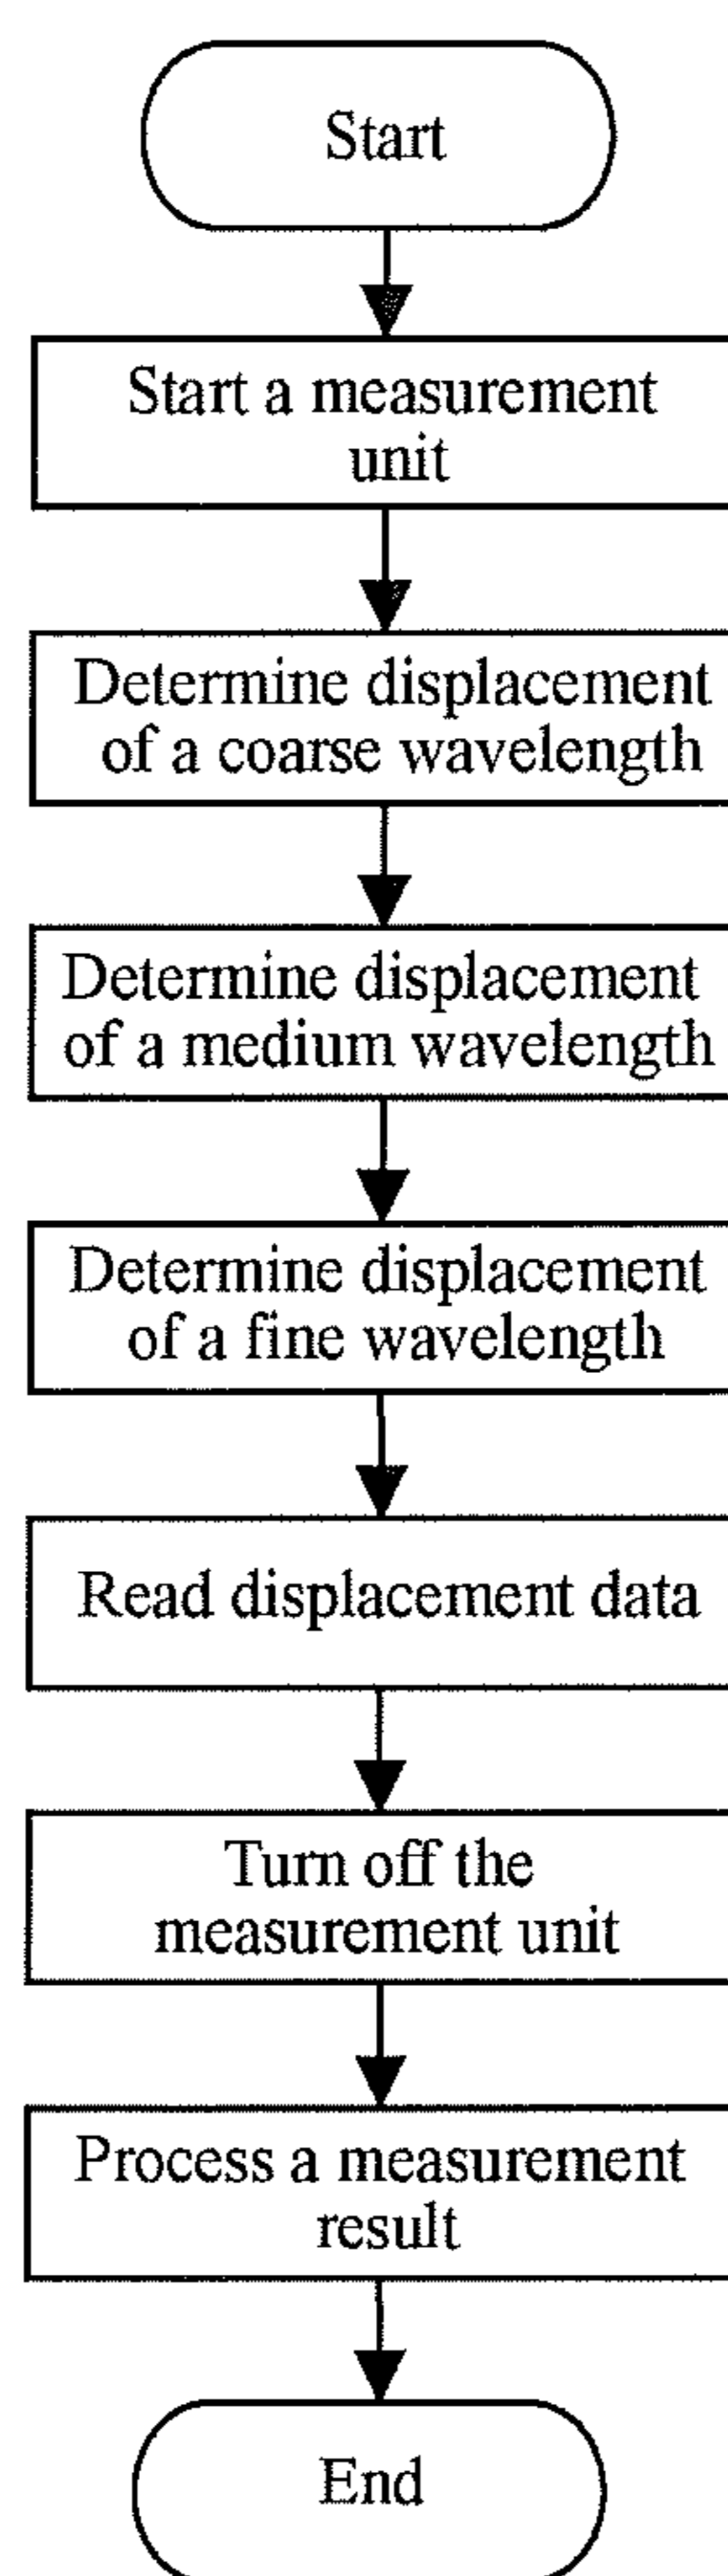 Start
Start a measurement
unit
Determine displacement
of a coarse wavelength
Determine displacement
of a medium wavelength
Determine displacement
of a fine wavelength
Read displacement data
Turn off the
measurement unit
Process a measurement
result
End